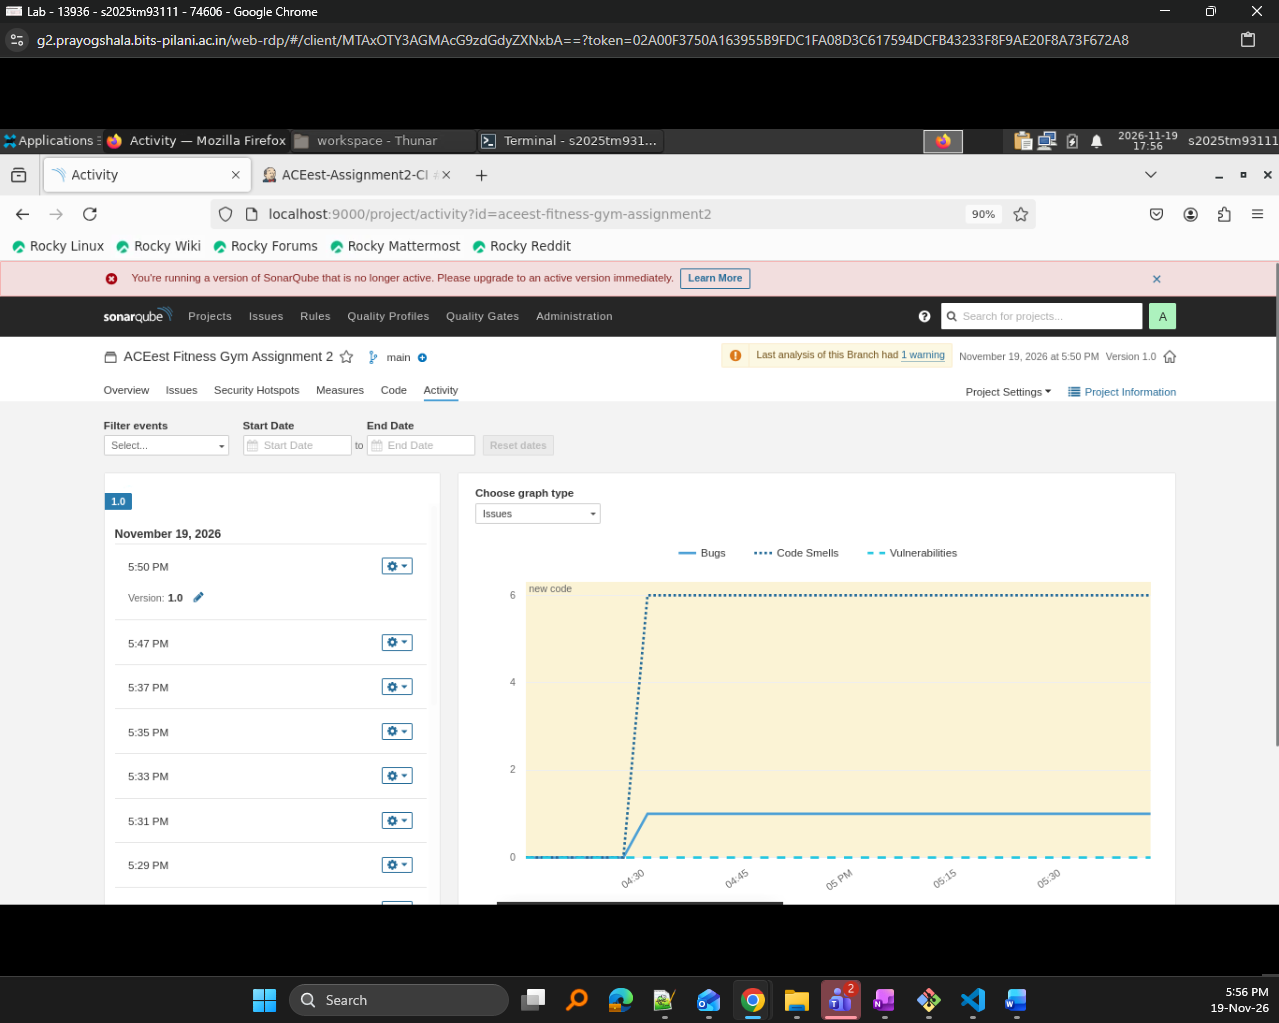 Lab - 13936 - s2025tm93111 - 74606 - Google Chrome
g2.prayogshala.bits-pilani.ac.in/web-rdp/#/client/MTAxOTY3AGMAcG9zdGdyZXNxbA==?token=02A00F3750A163955B9FDC1FA08D3C617594DCFB43233F8F9AE20F8A73F672A8
Applications Activity — Mozilla Firefox workspace - Thunar Terminal - s2025tm931... 2026-11-19 17:56 s2025tm93111
Activity ACEest-Assignment2-CI #
localhost:9000/project/activity?id=aceest-fitness-gym-assignment2 90%
Rocky Linux Rocky Wiki Rocky Forums Rocky Mattermost Rocky Reddit
You're running a version of SonarQube that is no longer active. Please upgrade to an active version immediately. Learn More
sonarqube Projects Issues Rules Quality Profiles Quality Gates Administration Search for projects... A
ACEest Fitness Gym Assignment 2 main Last analysis of this Branch had 1 warning November 19, 2026 at 5:50 PM Version 1.0
Overview Issues Security Hotspots Measures Code Activity Project Settings Project Information
Filter events Start Date End Date
Select... Start Date to End Date Reset dates
1.0
November 19, 2026
5:50 PM
Version: 1.0
5:47 PM
5:37 PM
5:35 PM
5:33 PM
5:31 PM
5:29 PM
Choose graph type
Issues
Bugs Code Smells Vulnerabilities
new code
6
4
2
0
04:30 04:45 05 PM 05:15 05:30
Search
2
5:56 PM
19-Nov-26